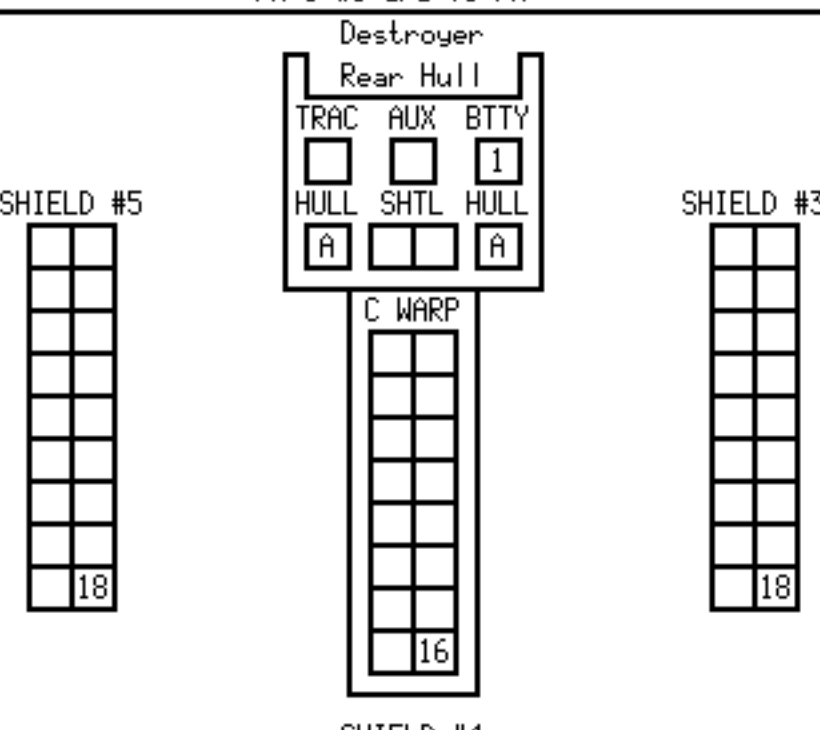 Destroyer
Rear Hull
TRAC AUX BTTY
1
SHIELD #5 HULL SHTL HULL SHIELD #3
A A
C WARP
18 18
16